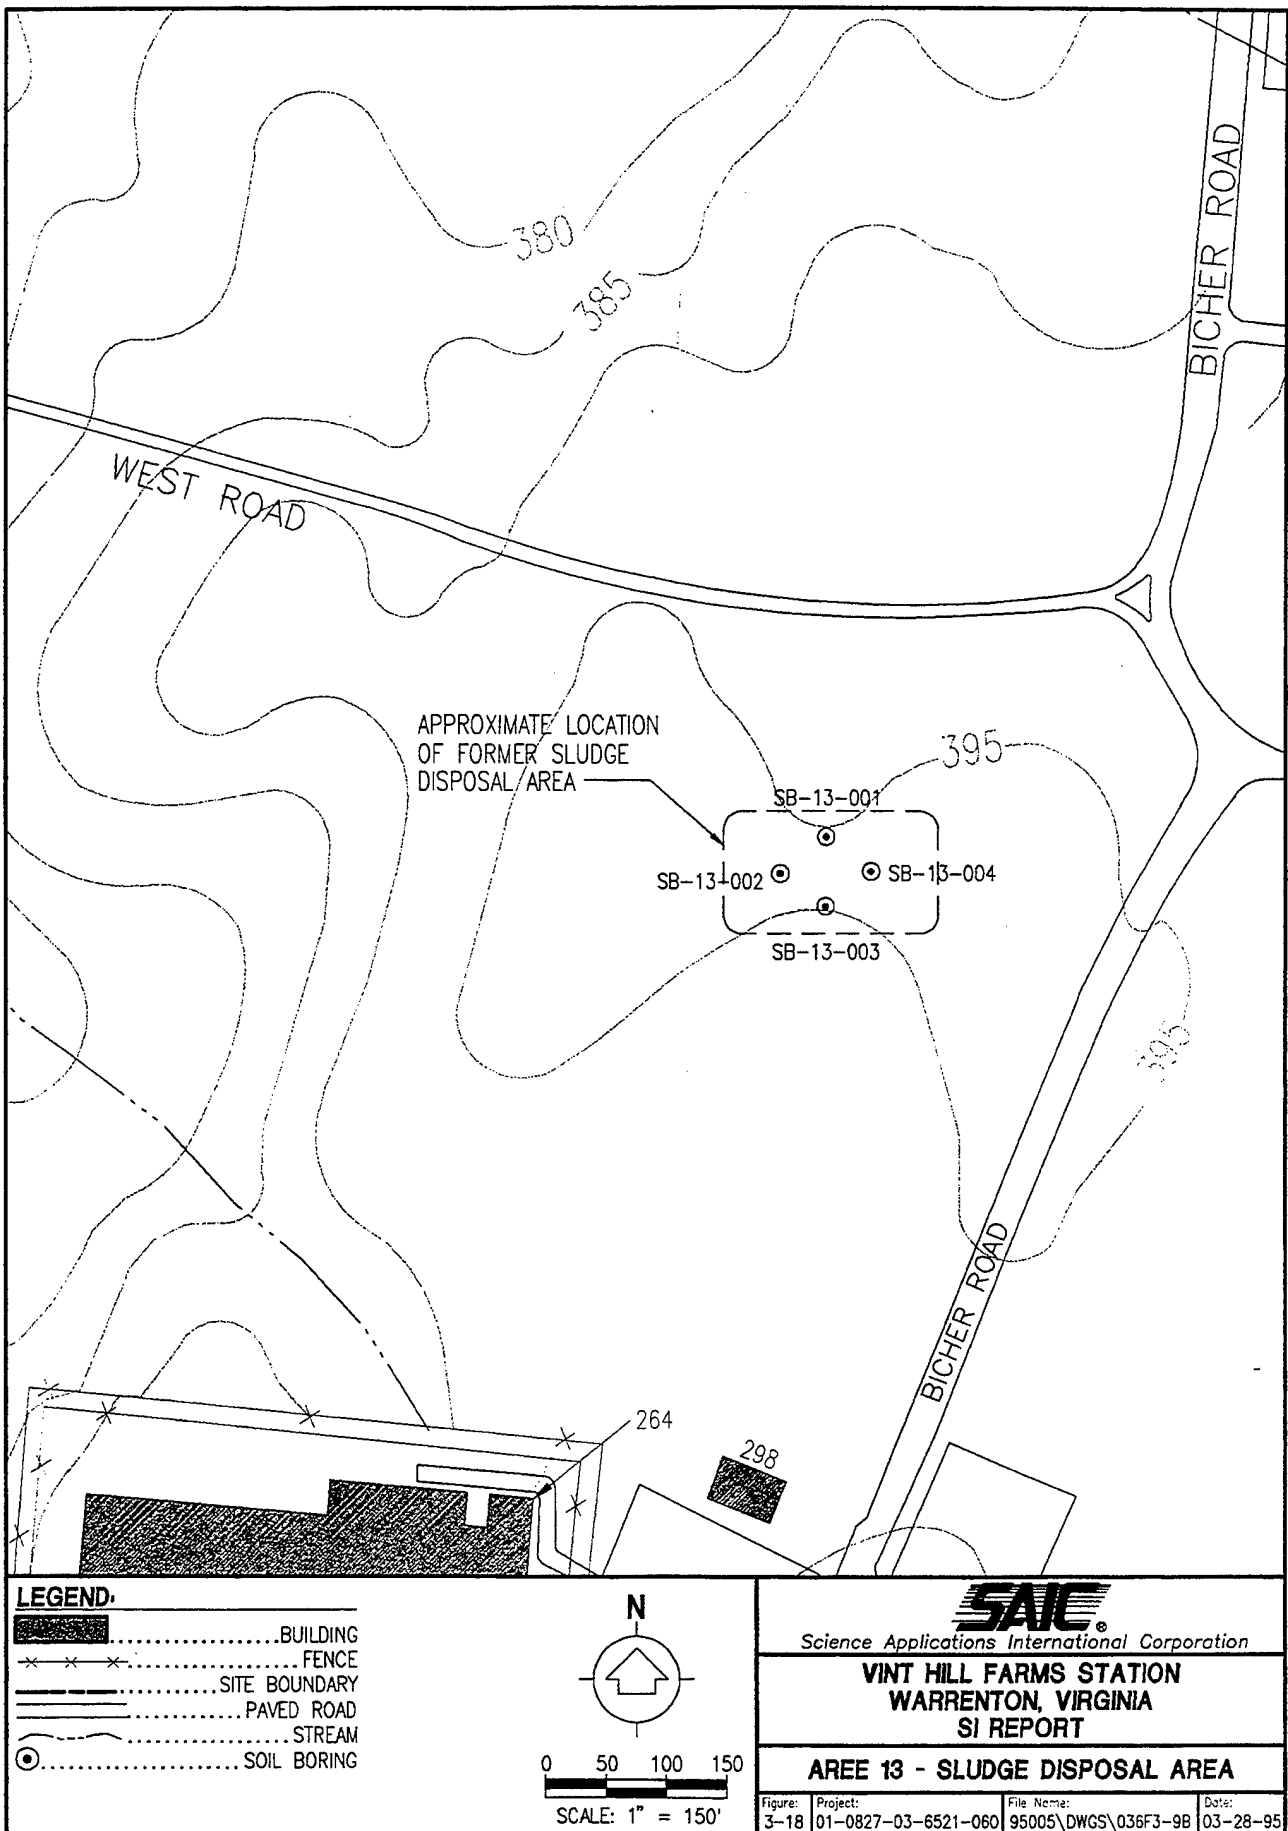 BICHER ROAD
380
385
WEST ROAD
APPROXIMATE LOCATION
OF FORMER SLUDGE
DISPOSAL AREA
395
SB-13-001
SB-13-002
SB-13-004
SB-13-003
395
BICHER ROAD
264
298
LEGEND:
BUILDING
FENCE
SITE BOUNDARY
PAVED ROAD
STREAM
SOIL BORING
N
0 50 100 150
SCALE: 1" = 150'
SAIC®
Science Applications International Corporation
VINT HILL FARMS STATION
WARRENTON, VIRGINIA
SI REPORT
AREE 13 - SLUDGE DISPOSAL AREA
Figure: 3-18
Project: 01-0827-03-6521-060
File Name: 95005\DWGS\036F3-9B
Date: 03-28-95